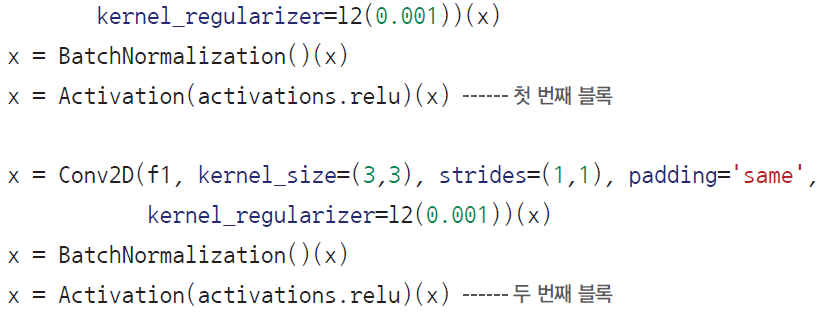 kernel_regularizer=l2(0.001))(x)
x = BatchNormalization()(x)
x = Activation(activations.relu)(x) ------ 첫 번째 블록
x = Conv2D(f1, kernel_size=(3,3), strides=(1,1), padding='same',
kernel_regularizer=l2(0.001))(x)
x = BatchNormalization()(x)
x = Activation(activations.relu)(x) ------ 두 번째 블록